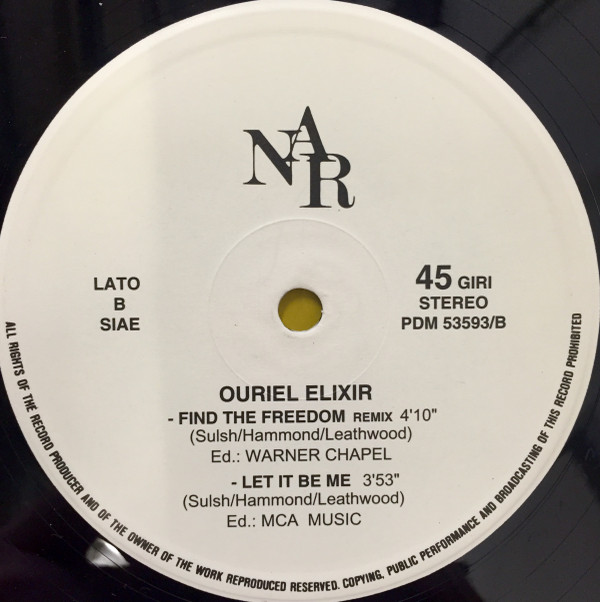 NAR
LATO
B
SIAE
45 GIRI
STEREO
PDM 53593/B
OURIEL ELIXIR
- FIND THE FREEDOM REMIX 4'10"
(Sulsh/Hammond/Leathwood)
Ed.: WARNER CHAPEL
- LET IT BE ME 3'53"
(Sulsh/Hammond/Leathwood)
Ed.: MCA MUSIC
ALL RIGHTS OF THE RECORD PRODUCER AND OF THE OWNER OF THE WORK REPRODUCED RESERVED. COPYING, PUBLIC PERFORMANCE AND BROADCASTING OF THIS RECORD PROHIBITED